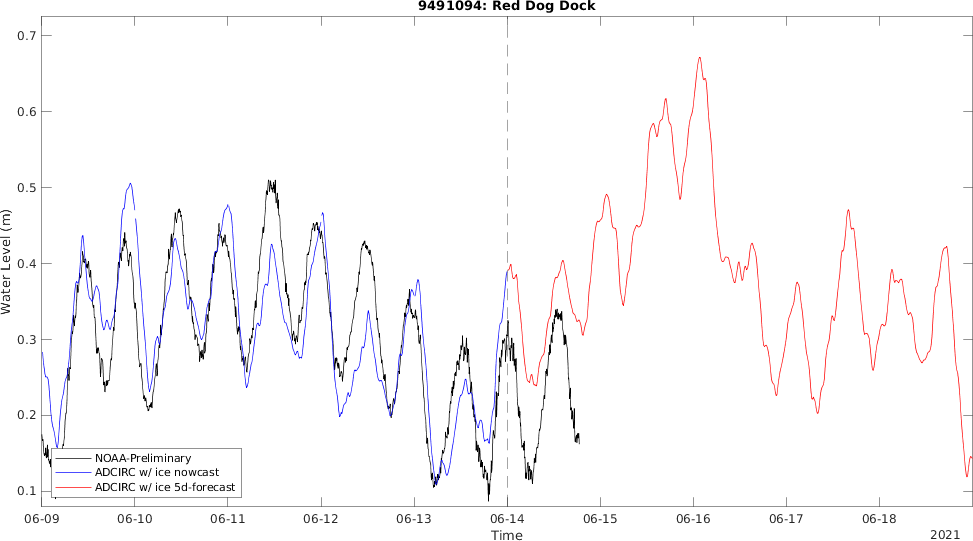 9491094: Red Dog Dock
0.7
0.6
0.5
0.4
0.3
0.2
0.1
Water Level (m)
NOAA-Preliminary
ADCIRC w/ ice nowcast
ADCIRC w/ ice 5d-forecast
06-09 06-10 06-11 06-12 06-13 06-14 06-15 06-16 06-17 06-18
Time
2021